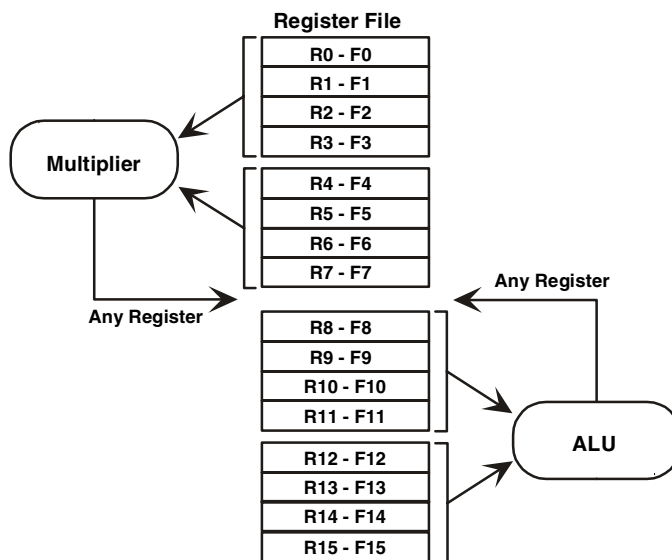 Register File
R0 - F0
R1 - F1
R2 - F2
R3 - F3
Multiplier
R4 - F4
R5 - F5
R6 - F6
R7 - F7
Any Register
Any Register
R8 - F8
R9 - F9
R10 - F10
R11 - F11
ALU
R12 - F12
R13 - F13
R14 - F14
R15 - F15